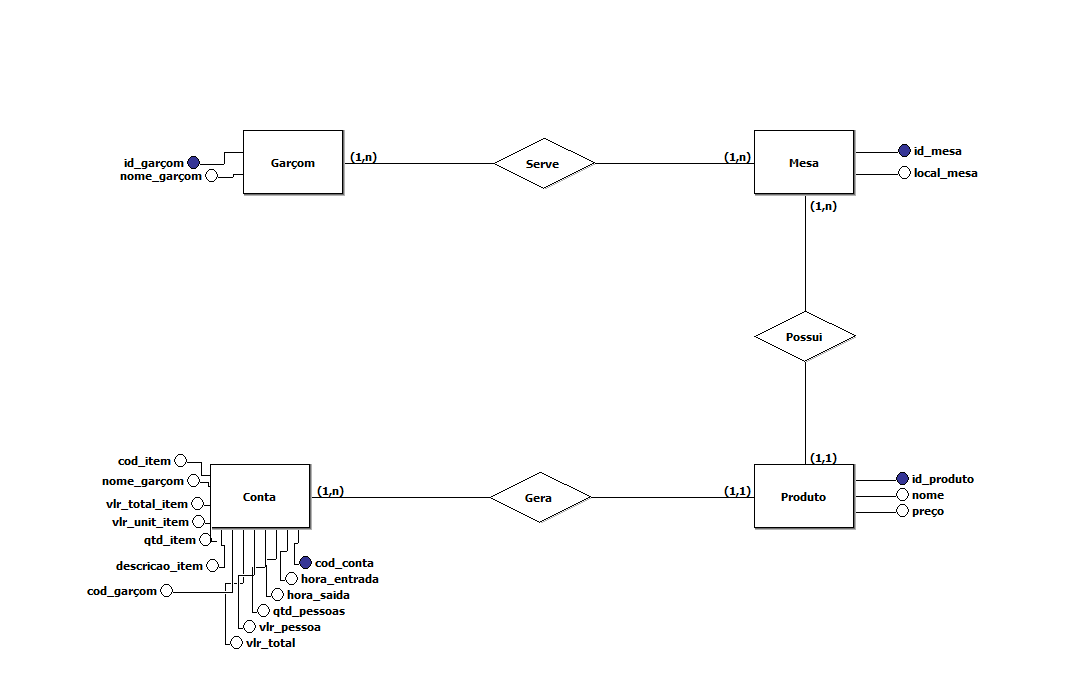 id_garçom
nome_garçom
Garçom
(1,n)
Serve
(1,n)
Mesa
id_mesa
local_mesa
(1,n)
Possui
(1,1)
cod_item
nome_garçom
vlr_total_item
vlr_unit_item
qtd_item
descricao_item
cod_garçom
Conta
(1,n)
Gera
(1,1)
Produto
id_produto
nome
preço
cod_conta
hora_entrada
hora_saida
qtd_pessoas
vlr_pessoa
vlr_total